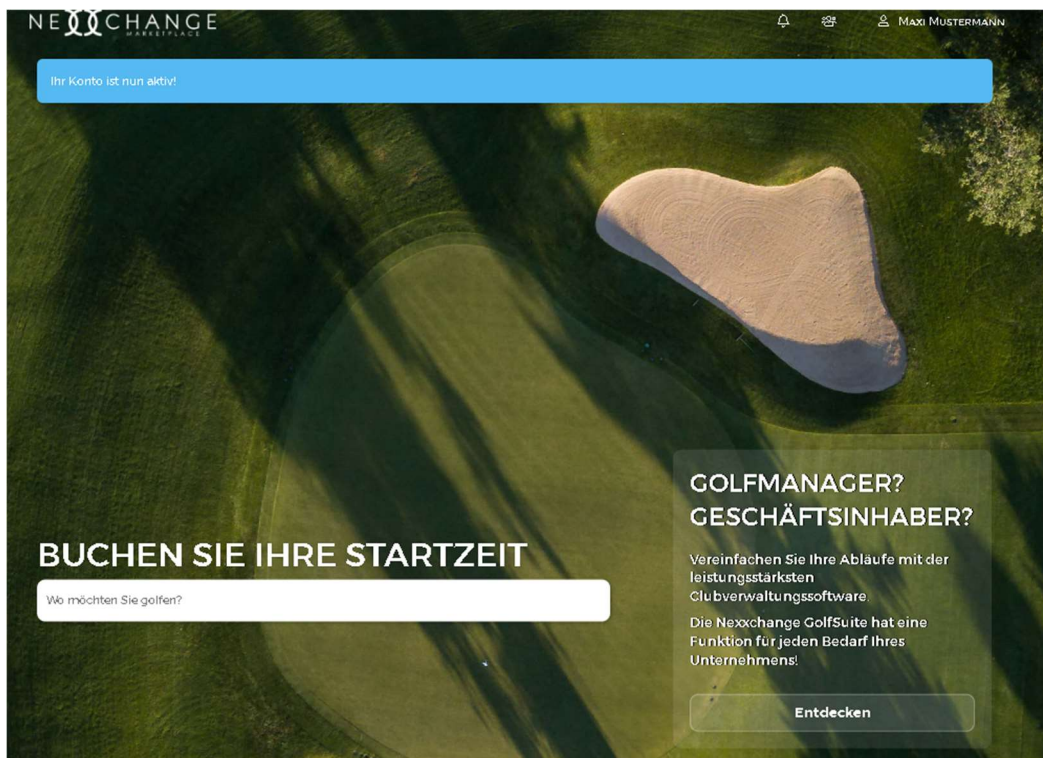 NEXXCHANGE
MARKETPLACE
Maxi Mustermann
Ihr Konto ist nun aktiv!
GOLFMANAGER?
GESCHÄFTSINHABER?
Vereinfachen Sie Ihre Abläufe mit der
leistungsstärksten
Clubverwaltungssoftware.
Die Nexxchange GolfSuite hat eine
Funktion für jeden Bedarf Ihres
Unternehmens!
Entdecken
BUCHEN SIE IHRE STARTZEIT
Wo möchten Sie golfen?